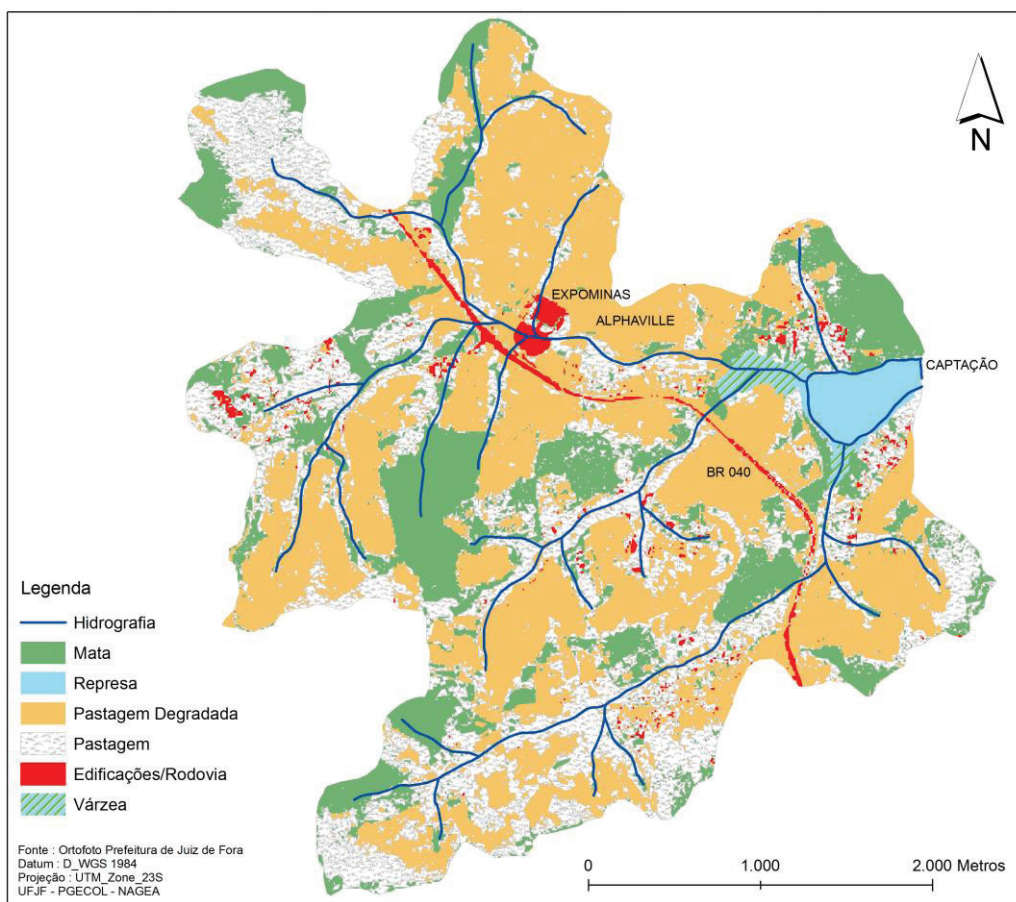 N
EXPOMINAS
ALPHAVILLE
CAPTAÇÃO
BR 040
Legenda
Hidrografia
Mata
Represa
Pastagem Degradada
Pastagem
Edificações/Rodovia
Várzea
Fonte : Ortofoto Prefeitura de Juiz de Fora
Datum : D_WGS 1984
Projeção : UTM_Zone_23S
UFJF - PGECOL - NAGEA
0 1.000 2.000 Metros